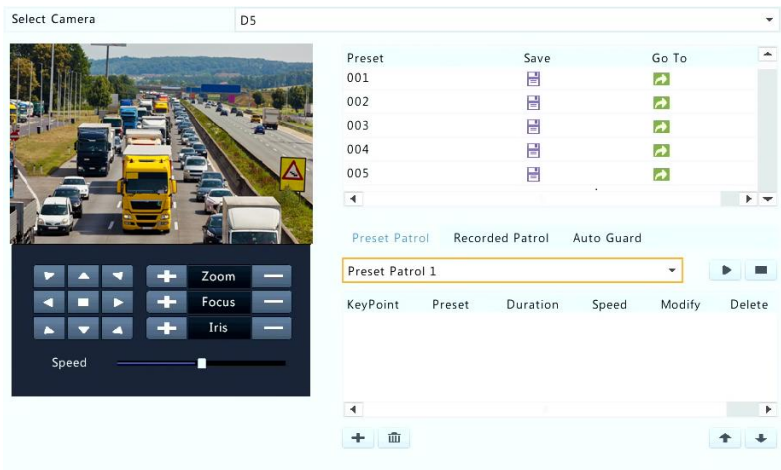 Select Camera D5
Preset Save Go To
001
002
003
004
005
Preset Patrol Recorded Patrol Auto Guard
Preset Patrol 1
KeyPoint Preset Duration Speed Modify Delete
Zoom
Focus
Iris
Speed